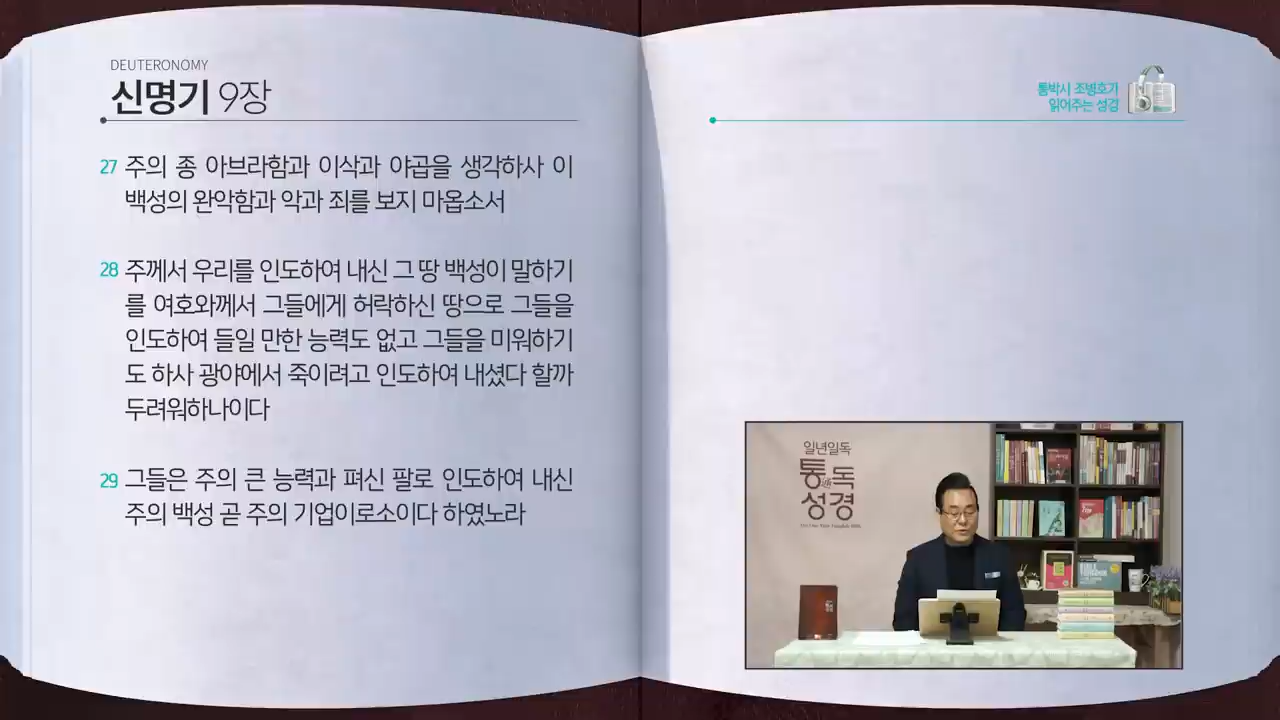 DEUTERONOMY
신명기 9장
통박사 조병호가
읽어주는 성경
27 주의 종 아브라함과 이삭과 야곱을 생각하사 이
백성의 완악함과 악과 죄를 보지 마옵소서
28 주께서 우리를 인도하여 내신 그 땅 백성이 말하기
를 여호와께서 그들에게 허락하신 땅으로 그들을
인도하여 들일 만한 능력도 없고 그들을 미워하기
도 하사 광야에서 죽이려고 인도하여 내셨다 할까
두려워하나이다
29 그들은 주의 큰 능력과 펴신 팔로 인도하여 내신
주의 백성 곧 주의 기업이로소이다 하였노라
일년일독
통독
성경